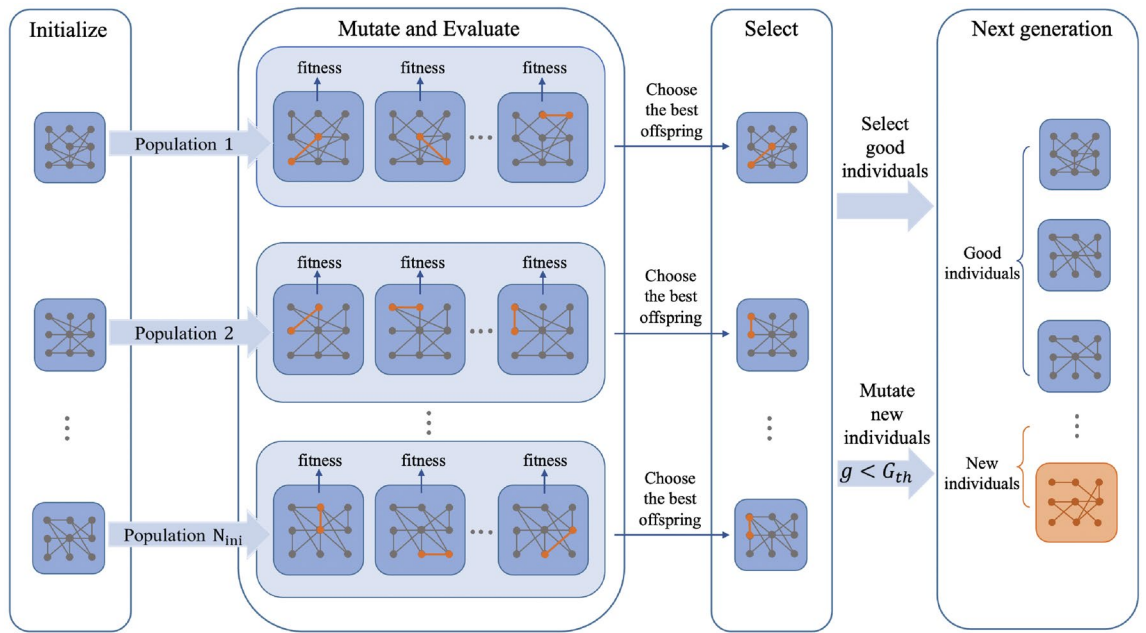 Initialize
Mutate and Evaluate
Select
Next generation
fitness
fitness
fitness
Population 1
Choose
the best
offspring
Select
good
individuals
fitness
fitness
fitness
Population 2
Choose
the best
offspring
Good
individuals
Mutate
new
individuals
g < G_th
fitness
fitness
fitness
Population N_ini
Choose
the best
offspring
New
individuals